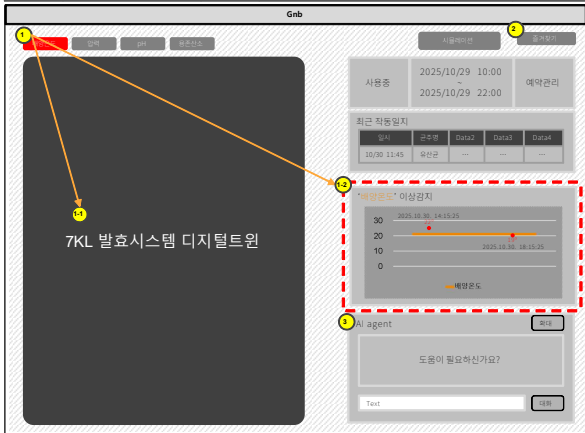 Gnb
1
배양온도
압력
pH
용존산소
시뮬레이션
2
즐겨찾기
사용중
2025/10/29 10:00
~
2025/10/29 22:00
예약관리
최근 작동일지
일지 균주명 Data2 Data3 Data4
10/30 11:45 유산균 --- --- ---
1-2
"배양온도" 이상감지
2025.10.30. 14:15:25
30
20
10
0
2025.10.30. 18:15:25
배양온도
1-1
7KL 발효시스템 디지털트윈
3
AI agent
확대
도움이 필요하신가요?
Text
대화